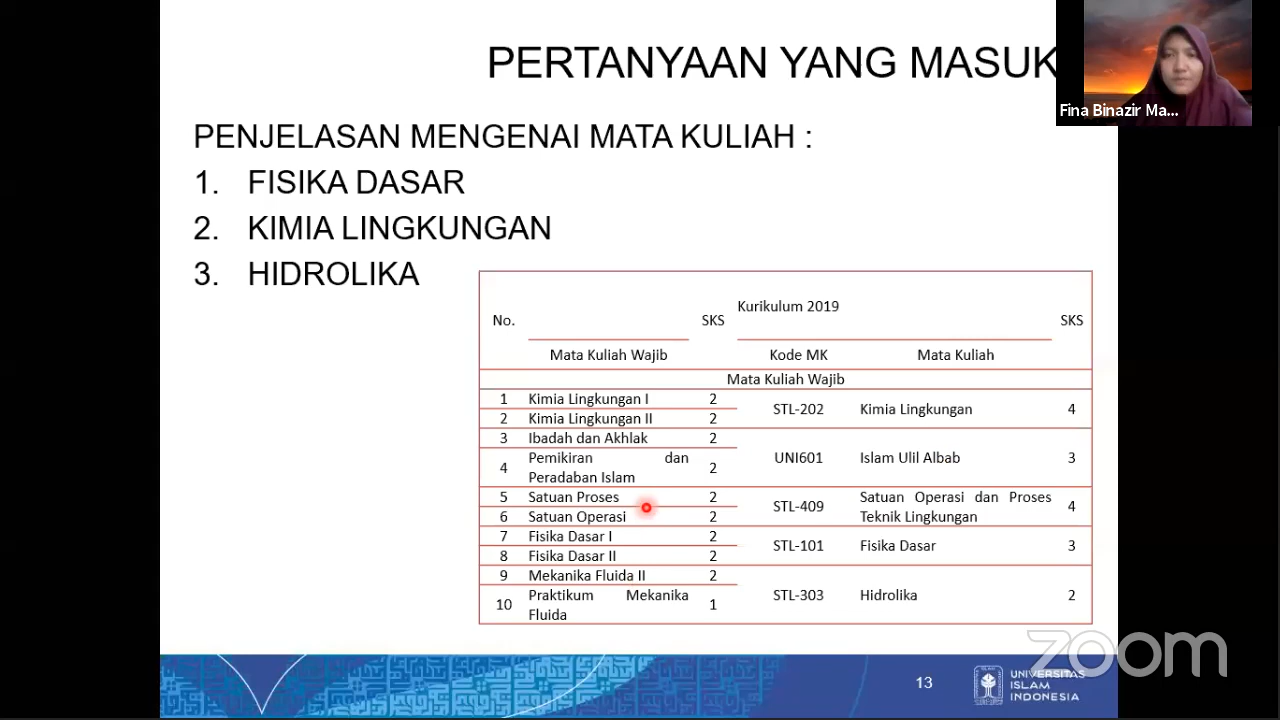 PERTANYAAN YANG MASUK
Fina Binazir Ma...
PENJELASAN MENGENAI MATA KULIAH :
1. FISIKA DASAR
2. KIMIA LINGKUNGAN
3. HIDROLIKA
Kurikulum 2019
No. SKS SKS
Mata Kuliah Wajib Kode MK Mata Kuliah
Mata Kuliah Wajib
1 Kimia Lingkungan I 2 STL-202 Kimia Lingkungan 4
2 Kimia Lingkungan II 2
3 Ibadah dan Akhlak 2 UNI601 Islam Ulil Albab 3
4 Pemikiran dan
Peradaban Islam 2
5 Satuan Proses 2 STL-409 Satuan Operasi dan Proses
6 Satuan Operasi 2 Teknik Lingkungan 4
7 Fisika Dasar I 2 STL-101 Fisika Dasar 3
8 Fisika Dasar II 2
9 Mekanika Fluida II 2 STL-303 Hidrolika 2
10 Praktikum Mekanika
Fluida 1
zoom
13
UNIVERSITAS
ISLAM
INDONESIA